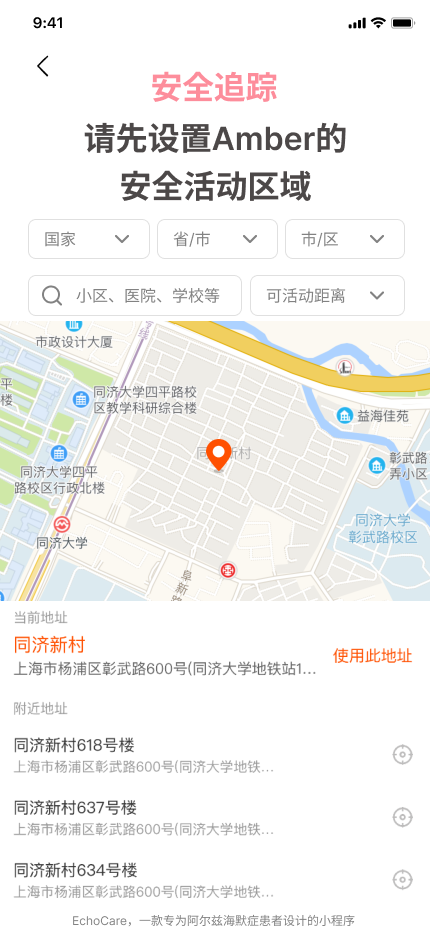 9:41
安全追踪
请先设置Amber的
安全活动区域
国家
省/市
市/区
小区、医院、学校等
可活动距离
号线
市政设计大厦
平
楼
同济大学四平路校
区教学科研综合楼
益海佳苑
同济新村
彰武路
弄小区
同济大学四平
路校区行政北楼
同济大学
彰武路校区
同济大学
阜新路
当前地址
同济新村
上海市杨浦区彰武路600号(同济大学地铁站1...
使用此地址
附近地址
同济新村618号楼
上海市杨浦区彰武路600号(同济大学地铁...
同济新村637号楼
上海市杨浦区彰武路600号(同济大学地铁...
同济新村634号楼
上海市杨浦区彰武路600号(同济大学地铁...
EchoCare，一款专为阿尔兹海默症患者设计的小程序